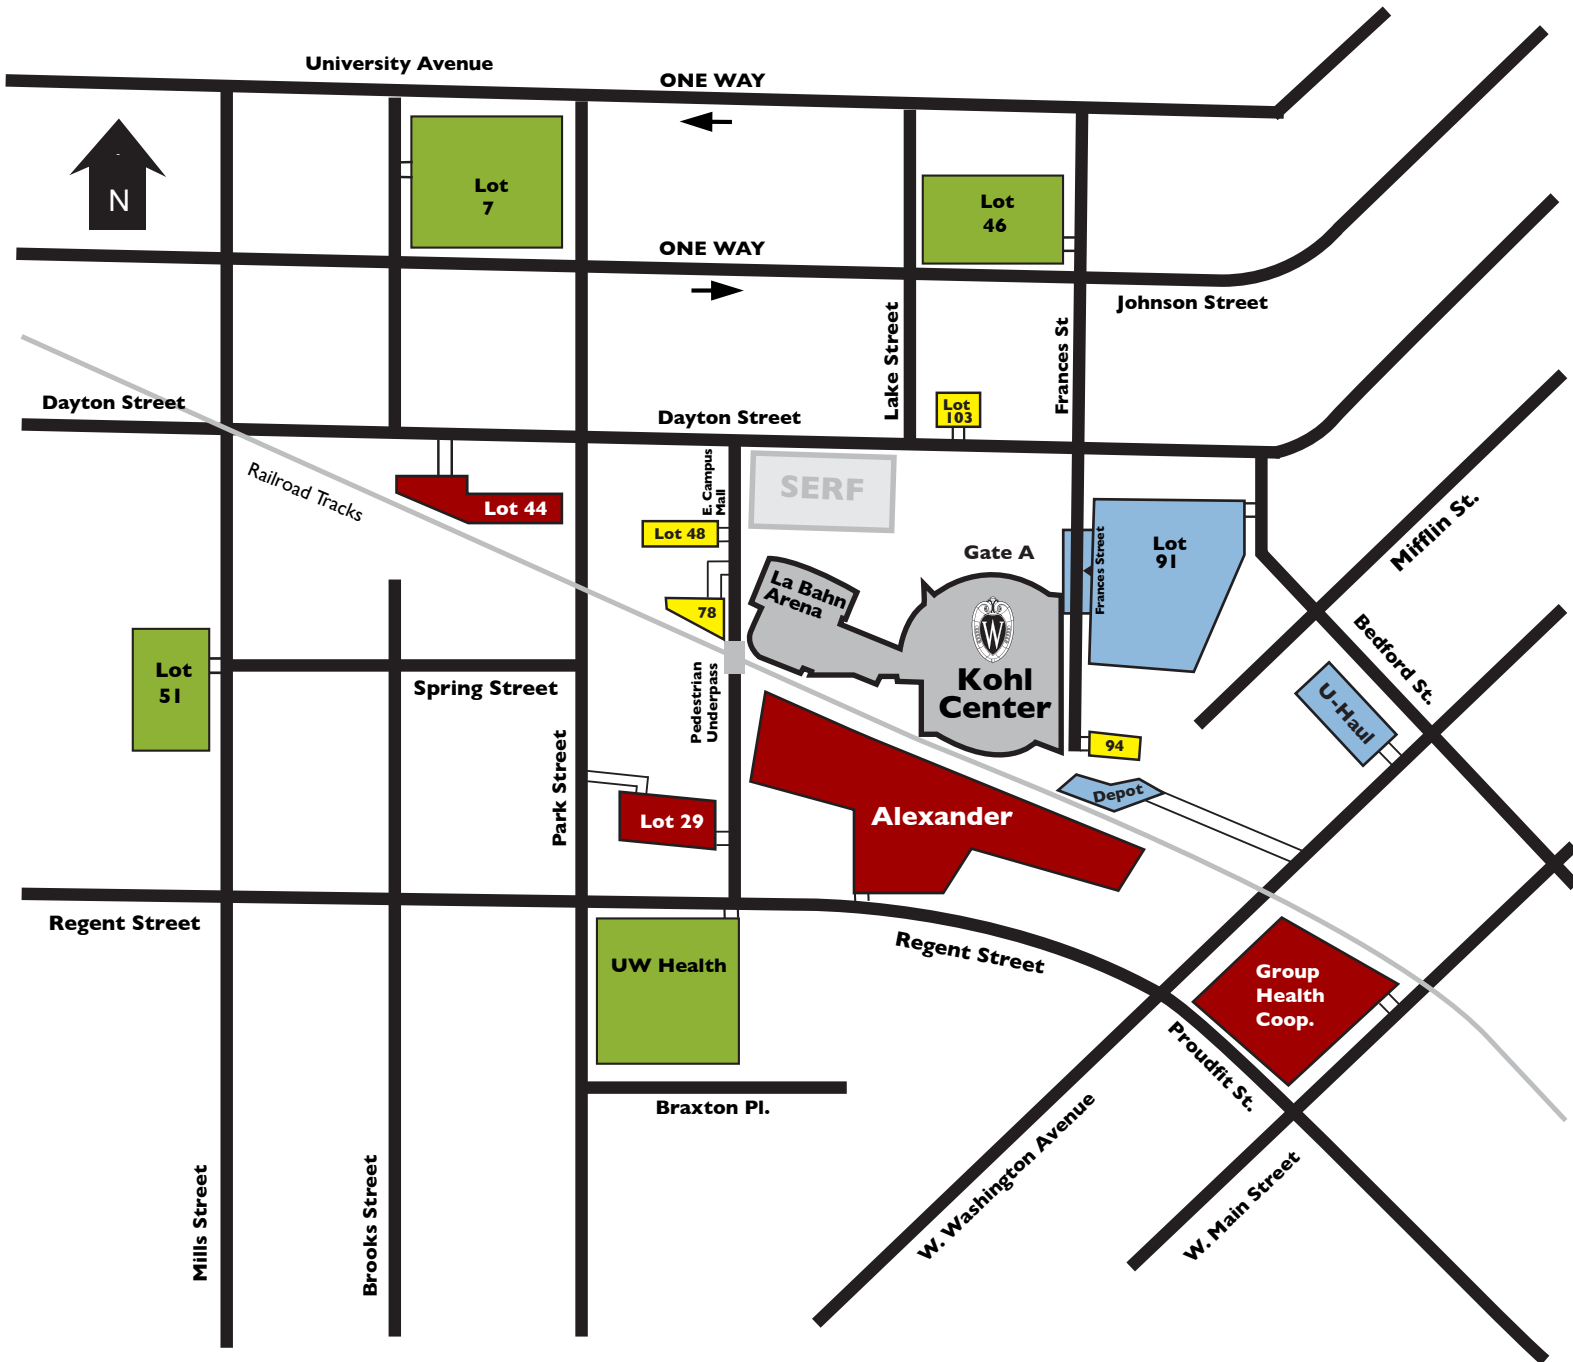 University Avenue
ONE WAY
N
Lot
7
Lot
46
ONE WAY
Johnson Street
Lake Street
Frances St
Dayton Street
Dayton Street
Lot
103
Railroad Tracks
Lot 44
E. Campus
Mall
SERF
Lot 48
Gate A
Frances Street
Lot
91
Mifflin St.
La Bahn
Arena
78
W
Kohl
Center
Bedford St.
Lot
51
Spring Street
Pedestrian
Underpass
U-Haul
94
Park Street
Lot 29
Alexander
Depot
Regent Street
Regent Street
UW Health
Group
Health
Coop.
Proudfit St.
Braxton Pl.
W. Washington Avenue
W. Main Street
Mills Street
Brooks Street